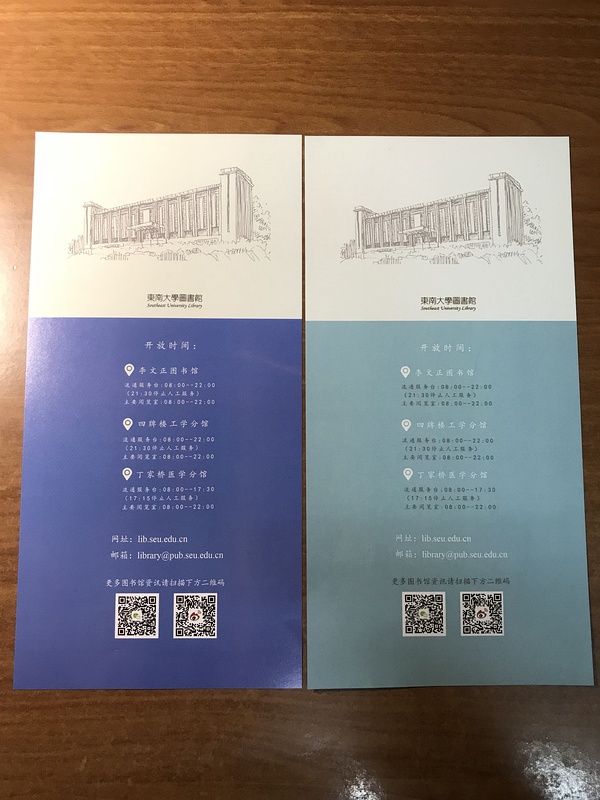 東南大學圖書館
Southeast University Library
开放时间：
李文正图书馆
流通服务台:08:00--22:00
(21:30停止人工服务)
主要阅览室:08:00--22:00
四牌楼工学分馆
流通服务台:08:00--22:00
(21:30停止人工服务)
主要阅览室:08:00--22:00
丁家桥医学分馆
流通服务台:08:00--17:30
(17:15停止人工服务)
主要阅览室:08:00--22:00
网址：lib.seu.edu.cn
邮箱：library@pub.seu.edu.cn
更多图书馆资讯请扫描下方二维码
東南大學圖書館
Southeast University Library
开放时间：
李文正图书馆
流通服务台:08:00--22:00
(21:30停止人工服务)
主要阅览室:08:00--22:00
四牌楼工学分馆
流通服务台:08:00--22:00
(21:30停止人工服务)
主要阅览室:08:00--22:00
丁家桥医学分馆
流通服务台:08:00--17:30
(17:15停止人工服务)
主要阅览室:08:00--22:00
网址：lib.seu.edu.cn
邮箱：library@pub.seu.edu.cn
更多图书馆资讯请扫描下方二维码